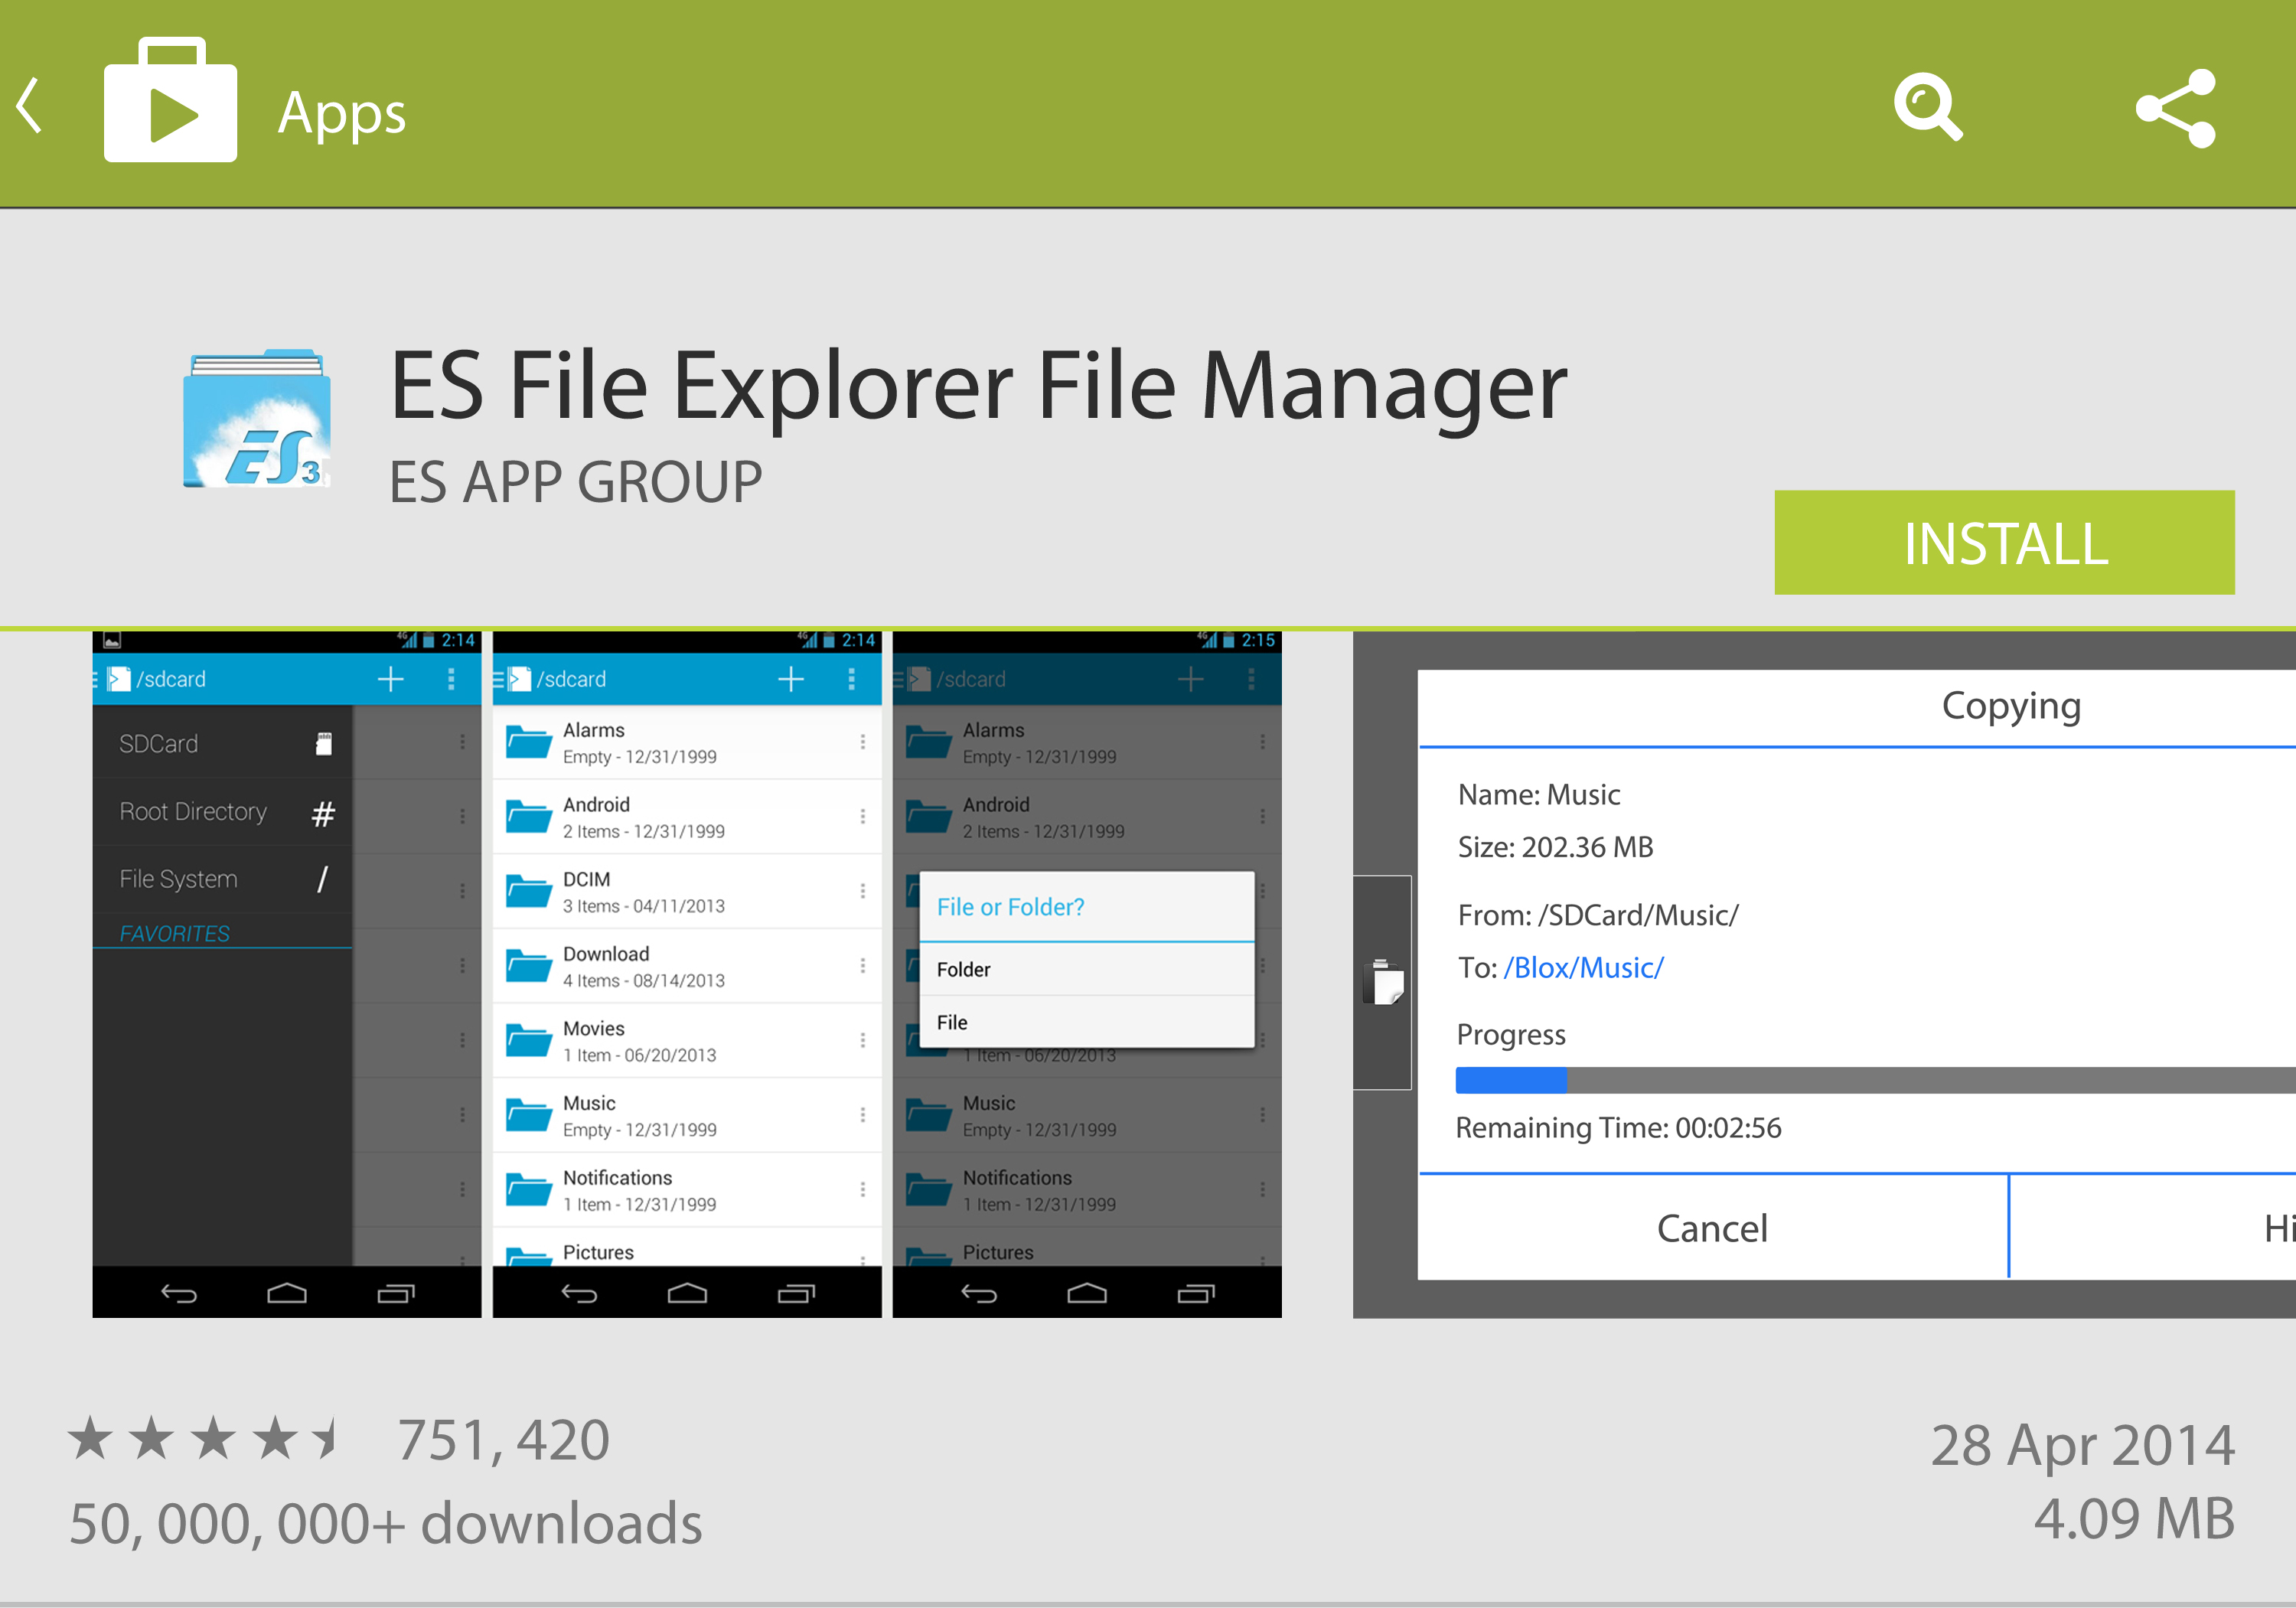 Apps
ES File Explorer File Manager
ES APP GROUP
ES 3
INSTALL
4G 2:14
/sdcard
SDCard
Root Directory #
File System /
FAVORITES
4G 2:14
/sdcard
Alarms
Empty - 12/31/1999
Android
2 Items - 12/31/1999
DCIM
3 Items - 04/11/2013
Download
4 Items - 08/14/2013
Movies
1 Item - 06/20/2013
Music
Empty - 12/31/1999
Notifications
1 Item - 12/31/1999
Pictures
4G 2:15
/sdcard
Alarms
Empty - 12/31/1999
Android
2 Items - 12/31/1999
File or Folder?
Folder
File
1 Item - 06/20/2013
Music
Empty - 12/31/1999
Notifications
1 Item - 12/31/1999
Pictures
Copying
Name: Music
Size: 202.36 MB
From: /SDCard/Music/
To: /Blox/Music/
Progress
Remaining Time: 00:02:56
Cancel
Hi
751, 420
50, 000, 000+ downloads
28 Apr 2014
4.09 MB